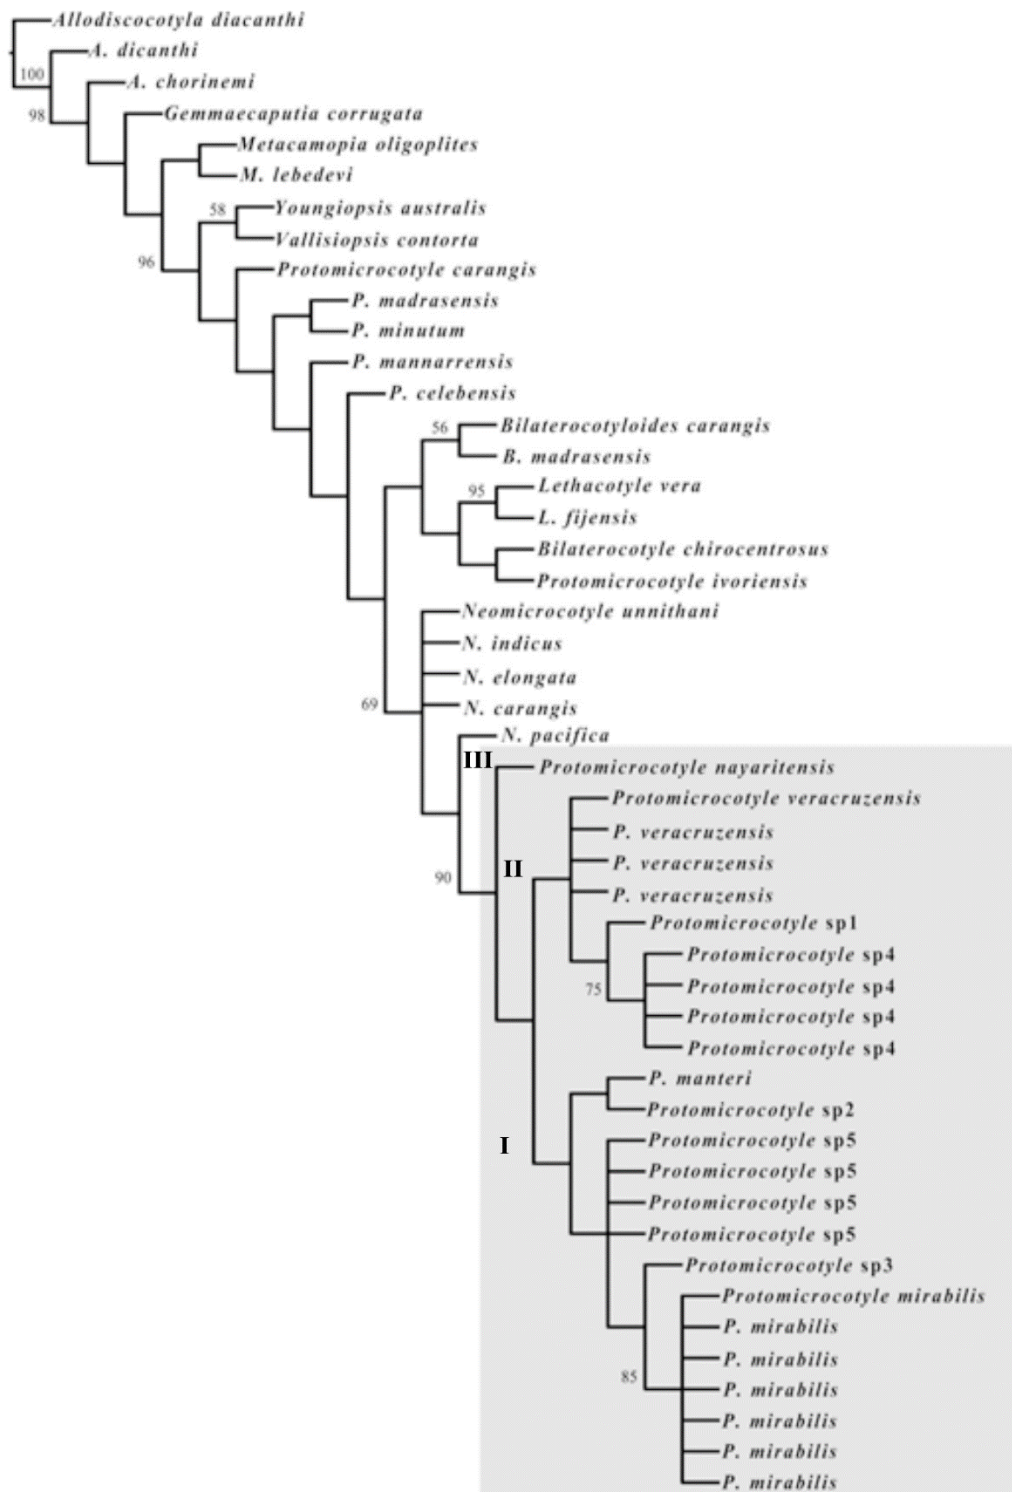 Allodiscocotyla diacanthi
A. dicanthi
100
A. chorinemi
98
Gemmaecaputia corrugata
Metacamopia oligoplites
M. lebedevi
58
Youngiopsis australis
Vallisiopsis contorta
96
Protomicrocotyle carangis
P. madrasensis
P. minutum
P. mannarrensis
P. celebensis
56
Bilaterocotyloides carangis
B. madrasensis
95
Lethacotyle vera
L. fijensis
Bilaterocotyle chirocentrosus
Protomicrocotyle ivoriensis
Neomicrocotyle unnithani
N. indicus
N. elongata
69
N. carangis
N. pacifica
III
Protomicrocotyle nayaritensis
Protomicrocotyle veracruzensis
P. veracruzensis
II
P. veracruzensis
90
P. veracruzensis
Protomicrocotyle sp1
Protomicrocotyle sp4
75
Protomicrocotyle sp4
Protomicrocotyle sp4
Protomicrocotyle sp4
P. manteri
Protomicrocotyle sp2
I
Protomicrocotyle sp5
Protomicrocotyle sp5
Protomicrocotyle sp5
Protomicrocotyle sp5
Protomicrocotyle sp3
Protomicrocotyle mirabilis
P. mirabilis
P. mirabilis
85
P. mirabilis
P. mirabilis
P. mirabilis
P. mirabilis